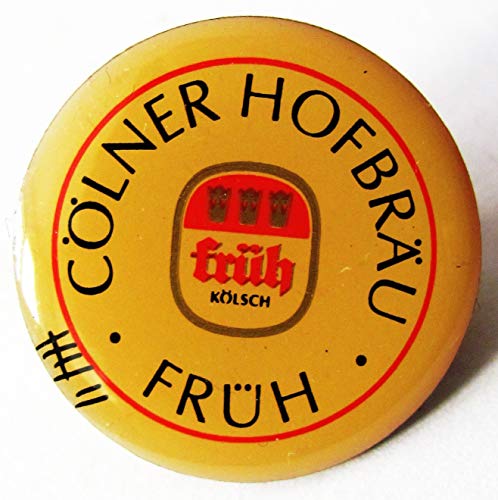 CÖLNER HOFBRÄU
früh
KÖLSCH
· FRÜH ·